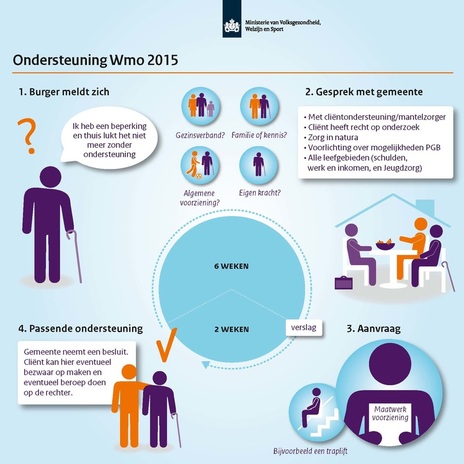 Ministerie van Volksgezondheid,
Welzijn en Sport
Ondersteuning Wmo 2015
1. Burger meldt zich
Ik heb een beperking
en thuis lukt het niet
meer zonder
ondersteuning
Gezinsverband?
Familie of kennis?
Algemene
voorziening?
Eigen kracht?
2. Gesprek met gemeente
• Met cliëntondersteuning/mantelzorger
• Cliënt heeft recht op onderzoek
• Zorg in natura
• Voorlichting over mogelijkheden PGB
• Alle leefgebieden (schulden,
werk en inkomen, en Jeugdzorg)
6 WEKEN
2 WEKEN
verslag
3. Aanvraag
Maatwerk
voorziening
Bijvoorbeeld een traplift
4. Passende ondersteuning
Gemeente neemt een besluit.
Cliënt kan hier eventueel
bezwaar op maken en
eventueel beroep doen
op de rechter.